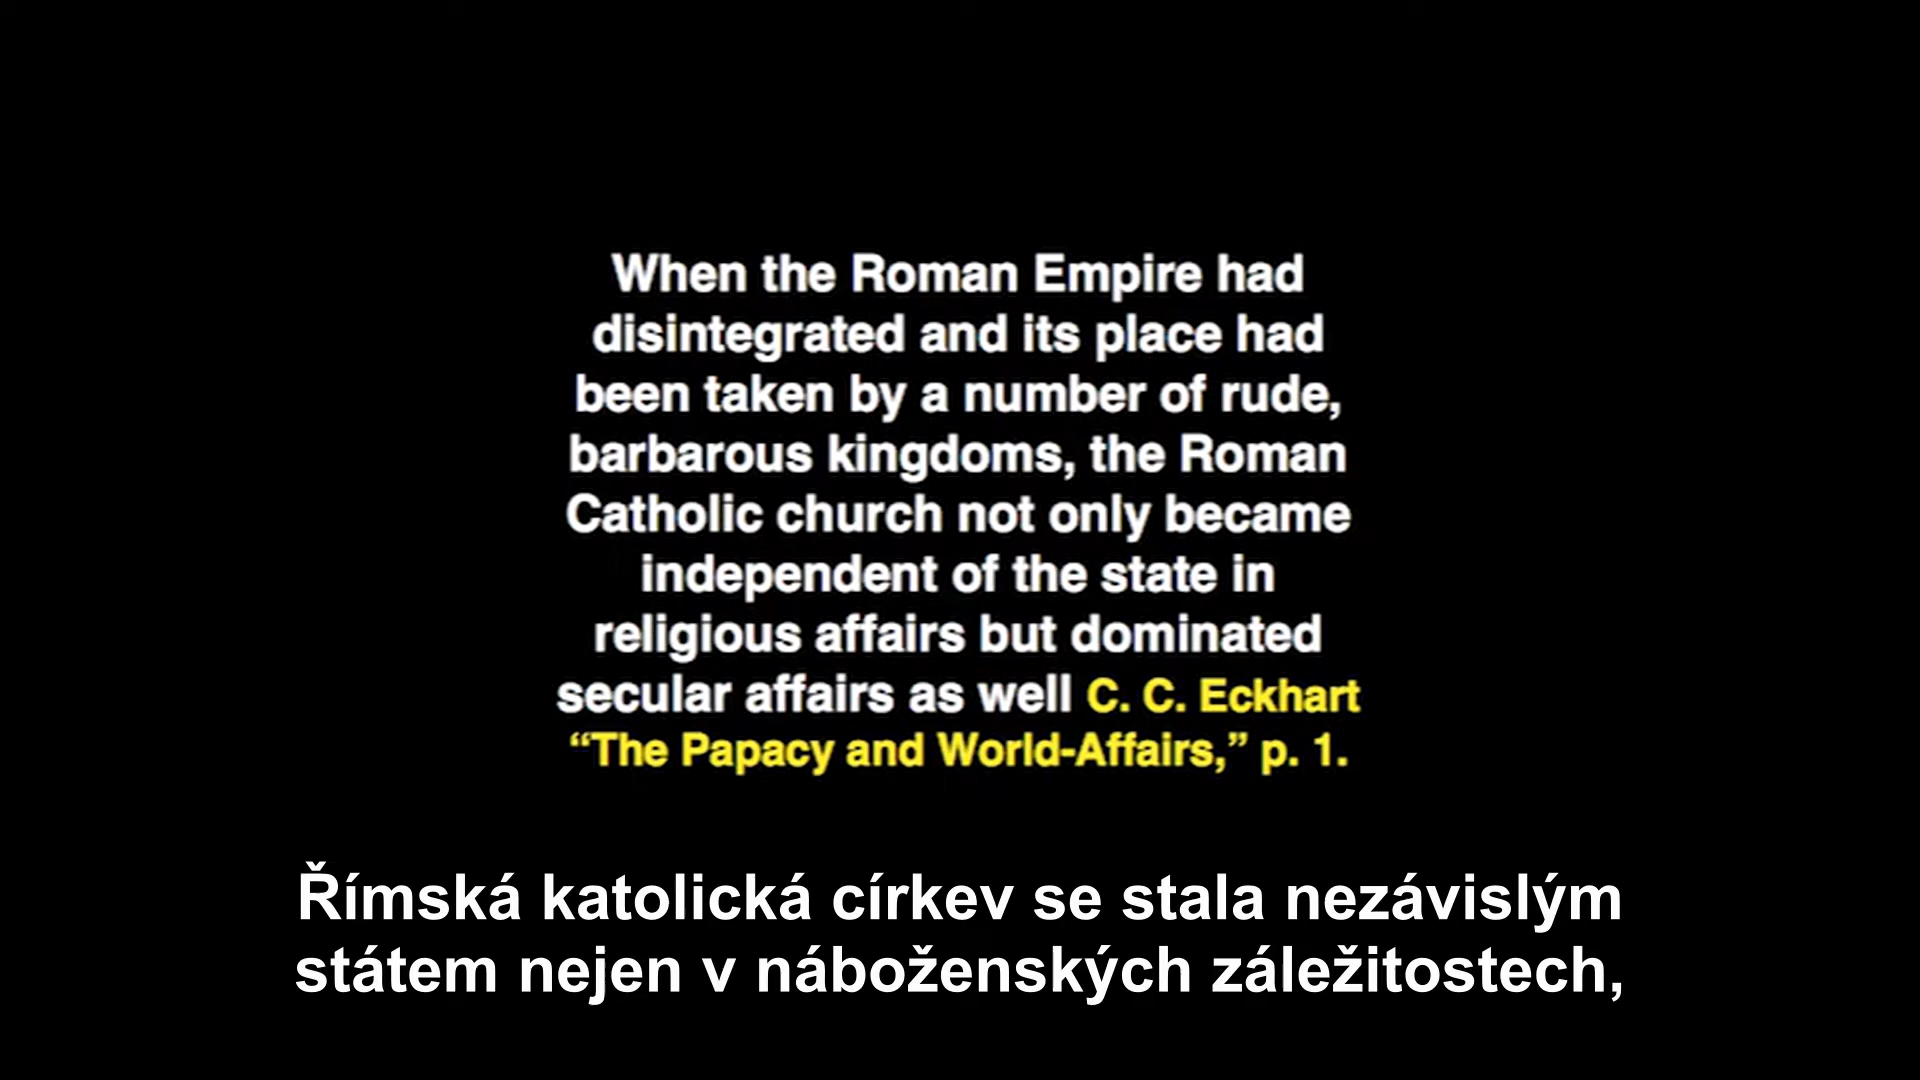 When the Roman Empire had
disintegrated and its place had
been taken by a number of rude,
barbarous kingdoms, the Roman
Catholic church not only became
independent of the state in
religious affairs but dominated
secular affairs as well C. C. Eckhart
“The Papacy and World-Affairs,” p. 1.
Římská katolická církev se stala nezávislým
státem nejen v náboženských záležitostech,